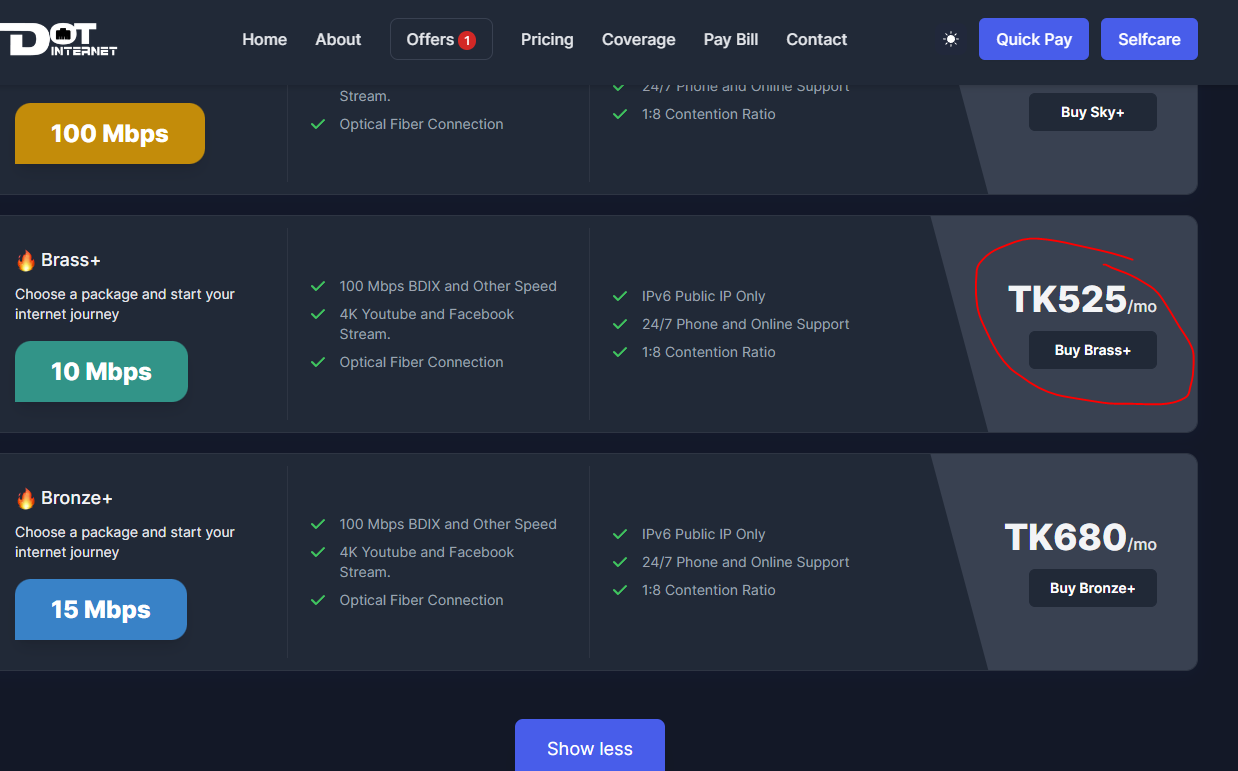 DOT INTERNET
Home About Offers 1 Pricing Coverage Pay Bill Contact Quick Pay Selfcare
100 Mbps
Stream.
Optical Fiber Connection
24/7 Phone and Online Support
1:8 Contention Ratio
Buy Sky+
Brass+
Choose a package and start your
internet journey
10 Mbps
100 Mbps BDIX and Other Speed
4K Youtube and Facebook
Stream.
Optical Fiber Connection
IPv6 Public IP Only
24/7 Phone and Online Support
1:8 Contention Ratio
TK525/mo
Buy Brass+
Bronze+
Choose a package and start your
internet journey
15 Mbps
100 Mbps BDIX and Other Speed
4K Youtube and Facebook
Stream.
Optical Fiber Connection
IPv6 Public IP Only
24/7 Phone and Online Support
1:8 Contention Ratio
TK680/mo
Buy Bronze+
Show less